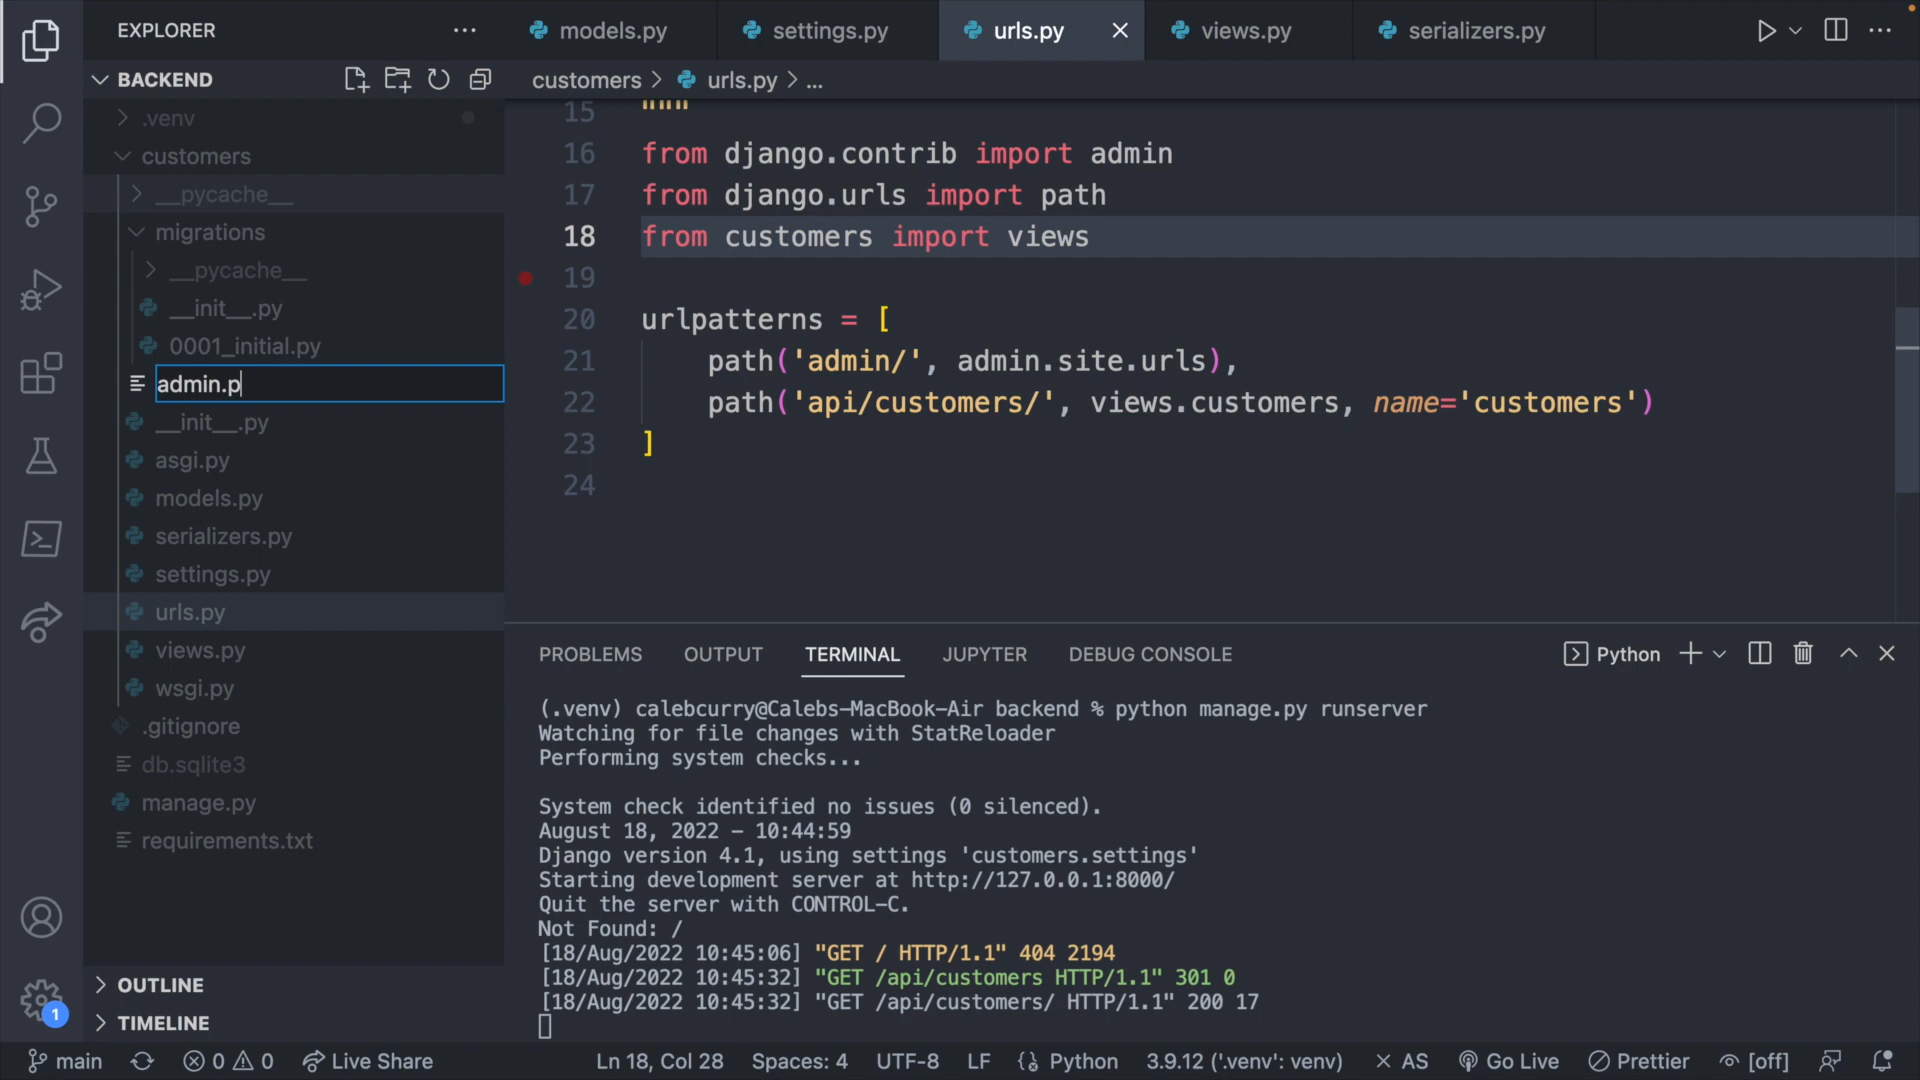 EXPLORER
BACKEND
.venv
customers
__pycache__
migrations
__pycache__
__init__.py
0001_initial.py
admin.p
__init__.py
asgi.py
models.py
serializers.py
settings.py
urls.py
views.py
wsgi.py
.gitignore
db.sqlite3
manage.py
requirements.txt
OUTLINE
TIMELINE
models.py settings.py urls.py views.py serializers.py
customers > urls.py > ...
15 """
16 from django.contrib import admin
17 from django.urls import path
18 from customers import views
19
20 urlpatterns = [
21 path('admin/', admin.site.urls),
22 path('api/customers/', views.customers, name='customers')
23 ]
24
PROBLEMS OUTPUT TERMINAL JUPYTER DEBUG CONSOLE Python
(.venv) calebcurry@Calebs-MacBook-Air backend % python manage.py runserver
Watching for file changes with StatReloader
Performing system checks...
System check identified no issues (0 silenced).
August 18, 2022 - 10:44:59
Django version 4.1, using settings 'customers.settings'
Starting development server at http://127.0.0.1:8000/
Quit the server with CONTROL-C.
Not Found: /
[18/Aug/2022 10:45:06] "GET / HTTP/1.1" 404 2194
[18/Aug/2022 10:45:32] "GET /api/customers HTTP/1.1" 301 0
[18/Aug/2022 10:45:32] "GET /api/customers/ HTTP/1.1" 200 17
1
main 0 0 Live Share Ln 18, Col 28 Spaces: 4 UTF-8 LF Python 3.9.12 ('.venv': venv) AS Go Live Prettier [off]